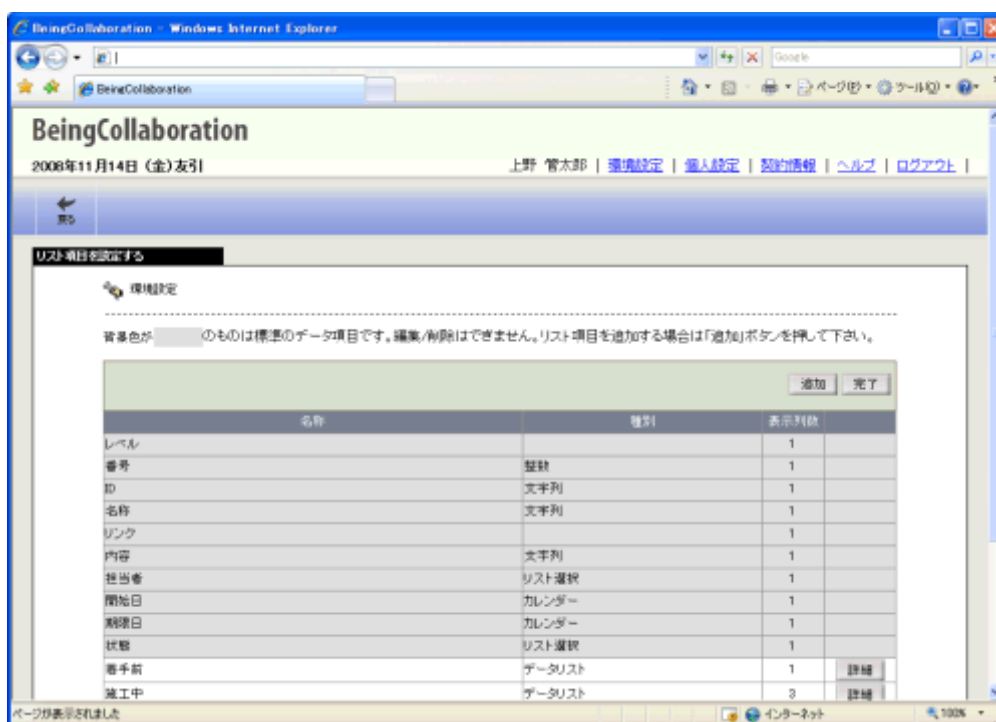 BeingCollaboration - Windows Internet Explorer
Google
BeingCollaboration
ページ(P) ツール(O)
BeingCollaboration
2008年11月14日 (金)友引
上野 管太郎 | 環境設定 | 個人設定 | 契約情報 | ヘルプ | ログアウト |
戻る
リスト項目を設定する
環境設定
背景色が のものは標準のデータ項目です。編集/削除はできません。リスト項目を追加する場合は「追加」ボタンを押して下さい。
追加 完了
名称 種別 表示列数
レベル 1
番号 整数 1
ID 文字列 1
名称 文字列 1
リンク 1
内容 文字列 1
担当者 リスト選択 1
開始日 カレンダー 1
期限日 カレンダー 1
状態 リスト選択 1
着手前 データリスト 1 詳細
施工中 データリスト 3 詳細
ページが表示されました インターネット 100%